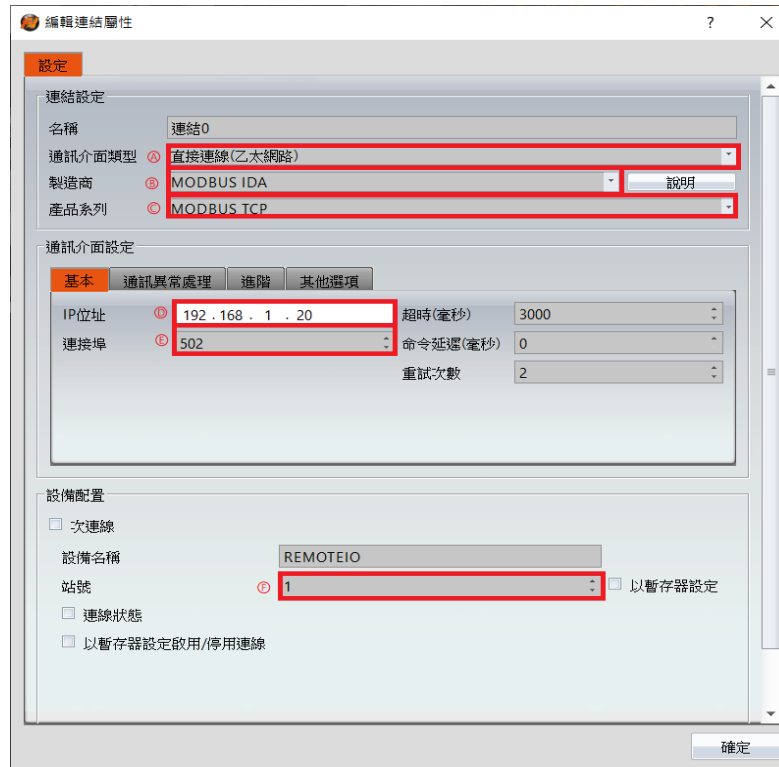 編輯連結屬性 ?
設定
連結設定
名稱 連結0
通訊介面類型 Ⓐ 直接連線(乙太網路)
製造商 Ⓑ MODBUS IDA 說明
產品系列 Ⓒ MODBUS TCP
通訊介面設定
基本 通訊異常處理 進階 其他選項
IP位址 Ⓓ 192 . 168 . 1 . 20 超時(毫秒) 3000
連接埠 Ⓔ 502 命令延遲(毫秒) 0
重試次數 2
設備配置
次連線
設備名稱 REMOTEIO
站號 Ⓕ 1 以暫存器設定
連線狀態
以暫存器設定啟用/停用連線
確定